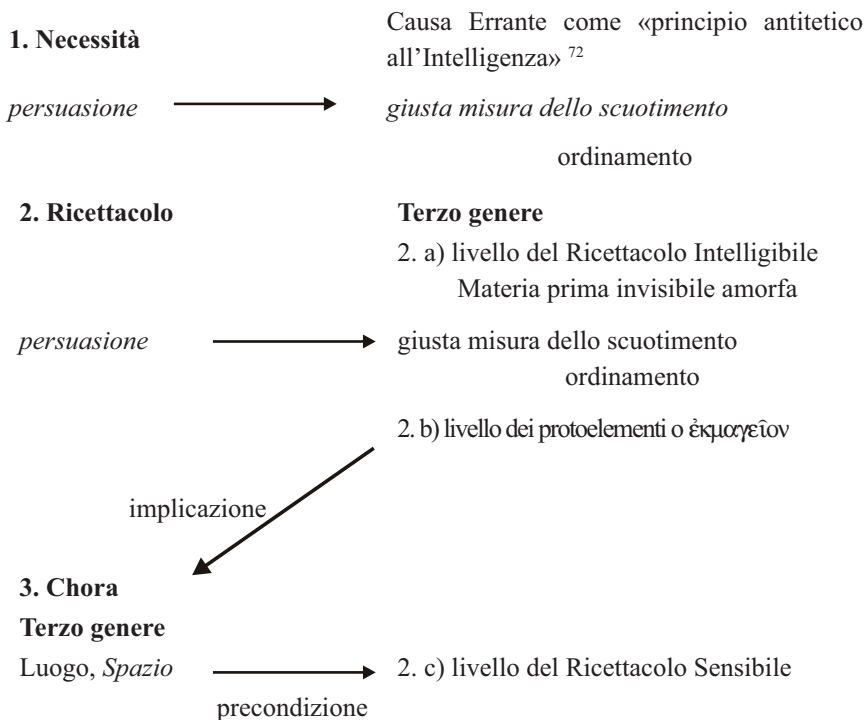 1. Necessità
Causa Errante come «principio antitetico
all’Intelligenza» 72
persuasione
giusta misura dello scuotimento
ordinamento
2. Ricettacolo
Terzo genere
2. a) livello del Ricettacolo Intelligibile
Materia prima invisibile amorfa
persuasione
giusta misura dello scuotimento
ordinamento
2. b) livello dei protoelementi o ἐκμαγεῖον
implicazione
3. Chora
Terzo genere
Luogo, Spazio
2. c) livello del Ricettacolo Sensibile
precondizione